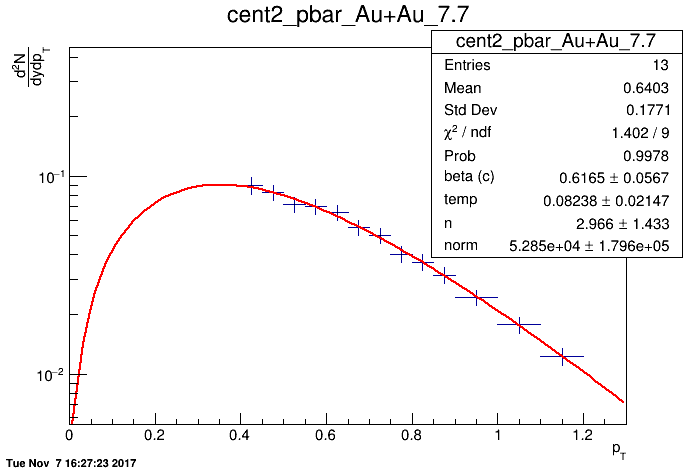 cent2_pbar_Au+Au_7.7
cent2_pbar_Au+Au_7.7
Entries 13
Mean 0.6403
Std Dev 0.1771
χ² / ndf 1.402 / 9
Prob 0.9978
beta (c) 0.6165 ± 0.0567
temp 0.08238 ± 0.02147
n 2.966 ± 1.433
norm 5.285e+04 ± 1.796e+05
d²N
dydp_T
10⁻¹
10⁻²
0 0.2 0.4 0.6 0.8 1 1.2
p_T
Tue Nov 7 16:27:23 2017